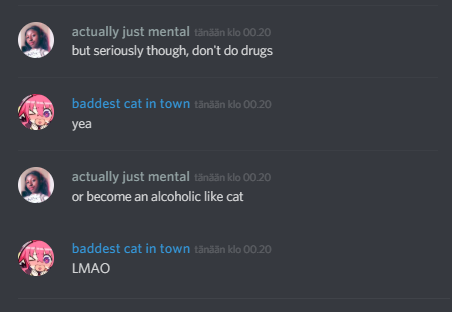 actually just mental tänään klo 00.20
but seriously though, don't do drugs
baddest cat in town tänään klo 00.20
yea
actually just mental tänään klo 00.20
or become an alcoholic like cat
baddest cat in town tänään klo 00.20
LMAO